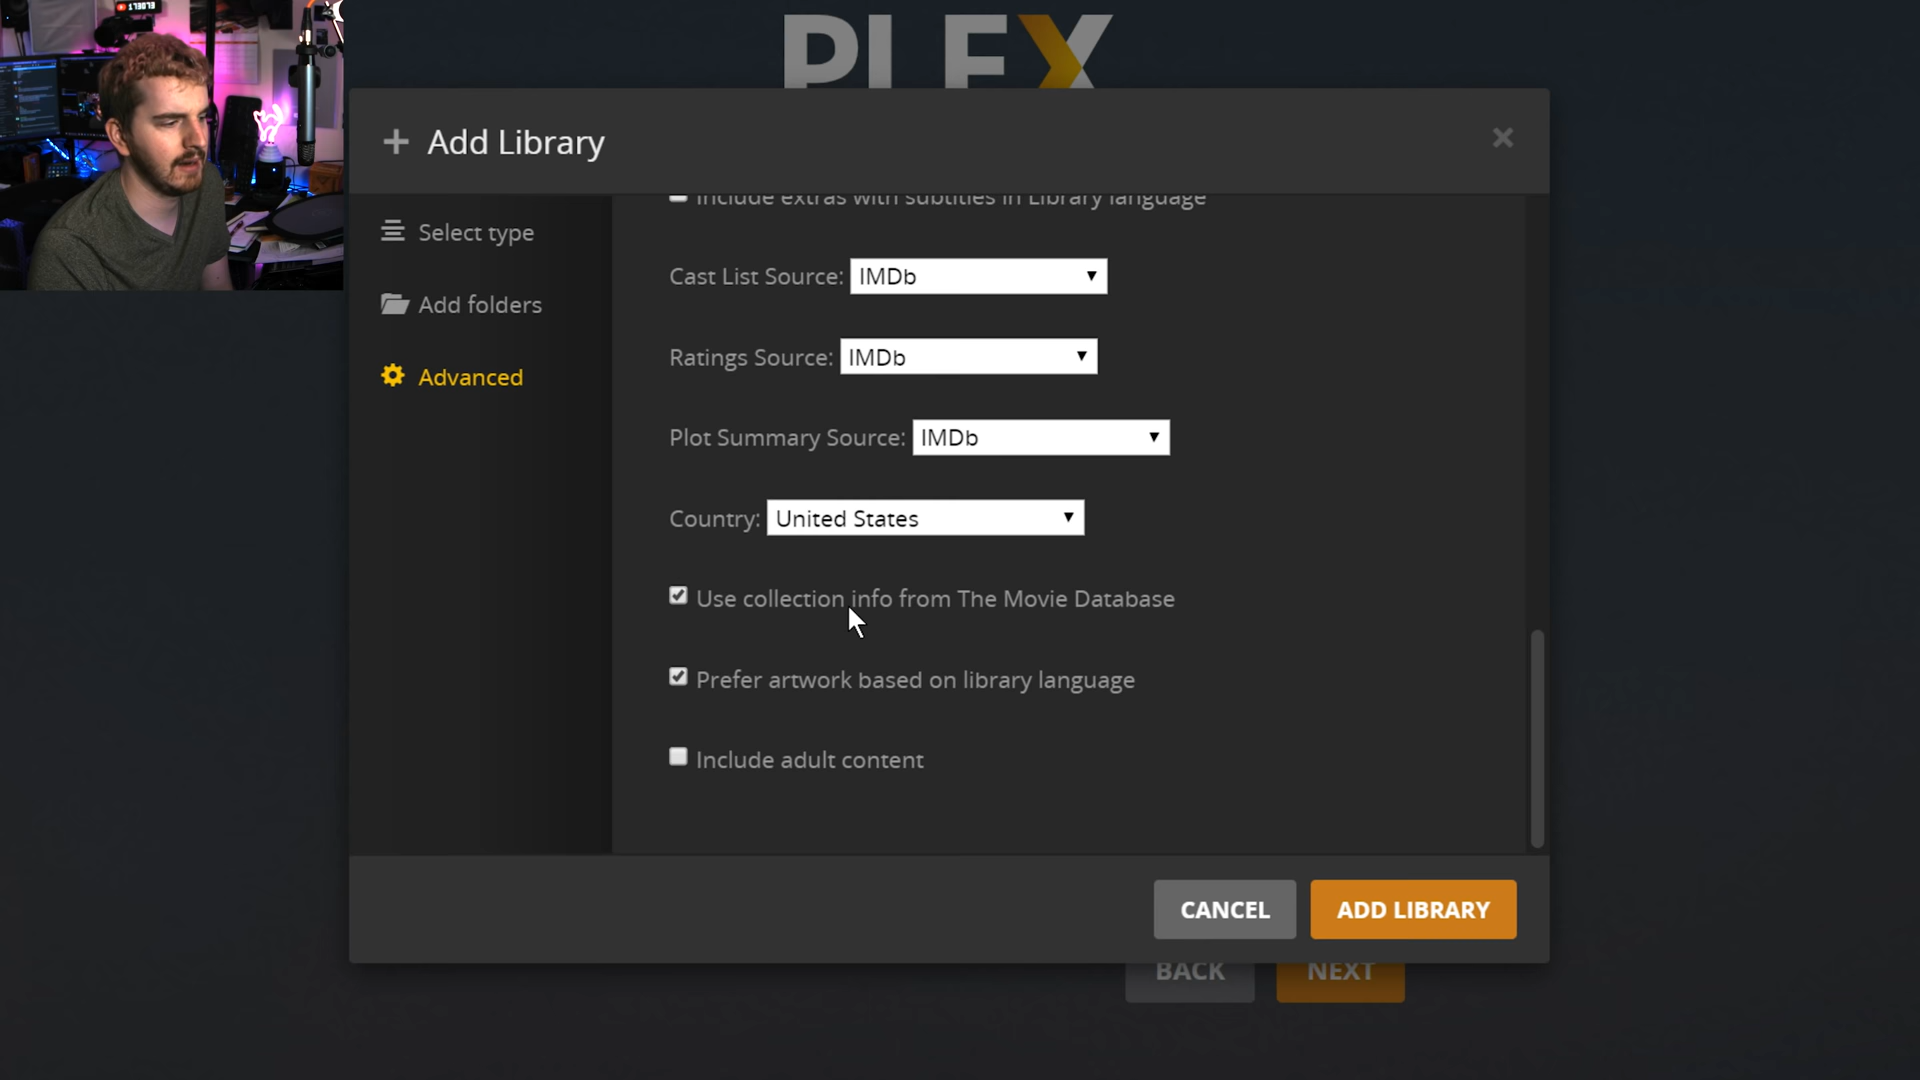 173073
PLEX
Add Library
Select type
Add folders
Advanced
Include extras with subtitles in Library language
Cast List Source: IMDb
Ratings Source: IMDb
Plot Summary Source: IMDb
Country: United States
Use collection info from The Movie Database
Prefer artwork based on library language
Include adult content
CANCEL
ADD LIBRARY
BACK
NEXT